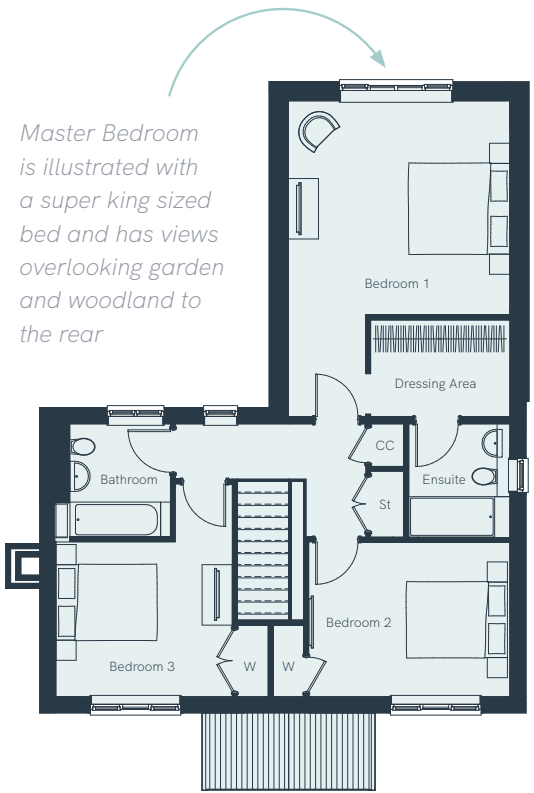 Master Bedroom
is illustrated with
a super king sized
bed and has views
overlooking garden
and woodland to
the rear
Bedroom 1
Dressing Area
CC
Bathroom
Ensuite
St
Bedroom 2
Bedroom 3
W
W